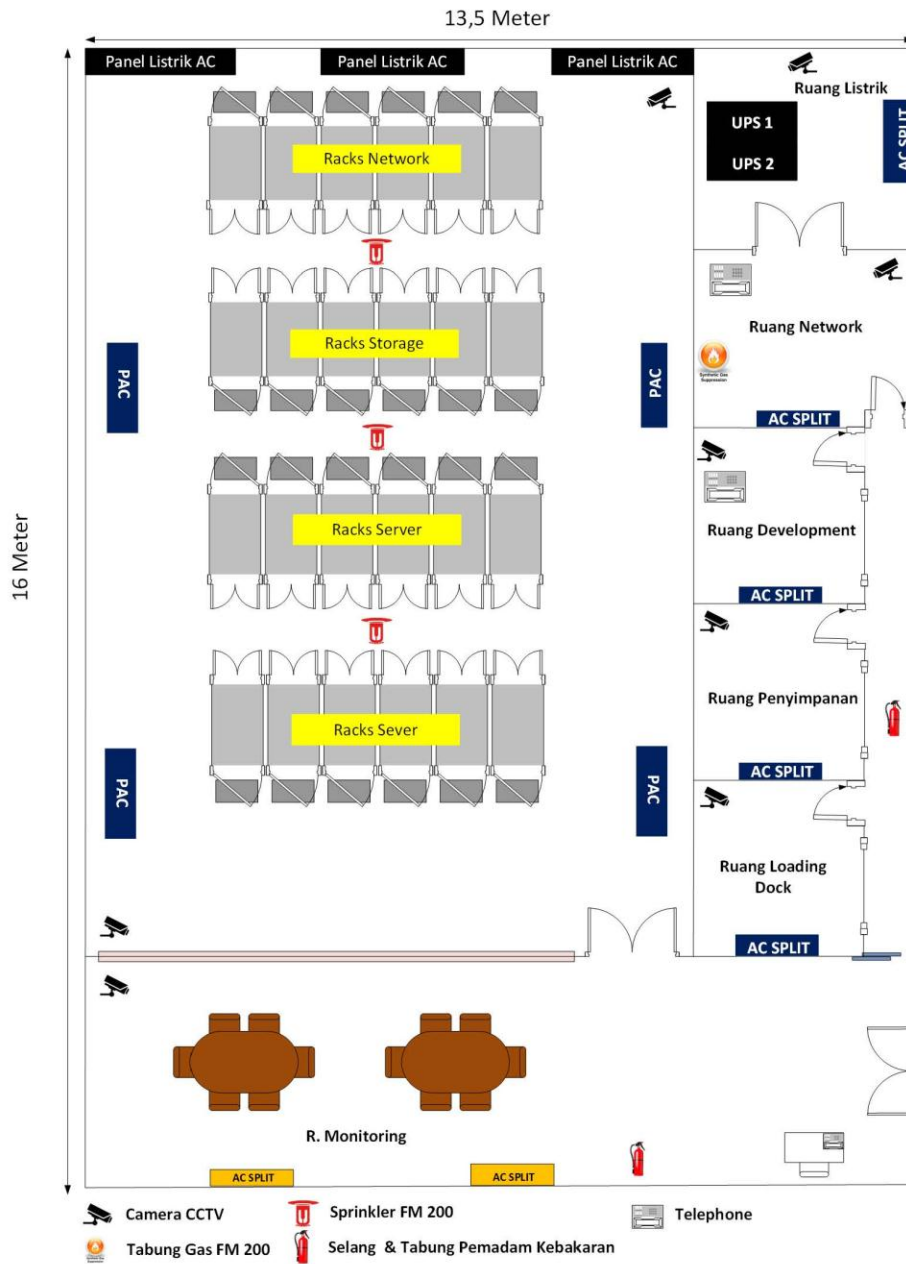 13,5 Meter
Panel Listrik AC
Panel Listrik AC
Panel Listrik AC
Ruang Listrik
UPS 1
UPS 2
AC SPLIT
Racks Network
Ruang Network
Synthetic Gas
Suppression
Racks Storage
PAC
PAC
AC SPLIT
16 Meter
Racks Server
Ruang Development
AC SPLIT
Racks Sever
Ruang Penyimpanan
AC SPLIT
PAC
PAC
Ruang Loading
Dock
AC SPLIT
R. Monitoring
AC SPLIT
AC SPLIT
Camera CCTV
Sprinkler FM 200
Telephone
Tabung Gas FM 200
Selang & Tabung Pemadam Kebakaran